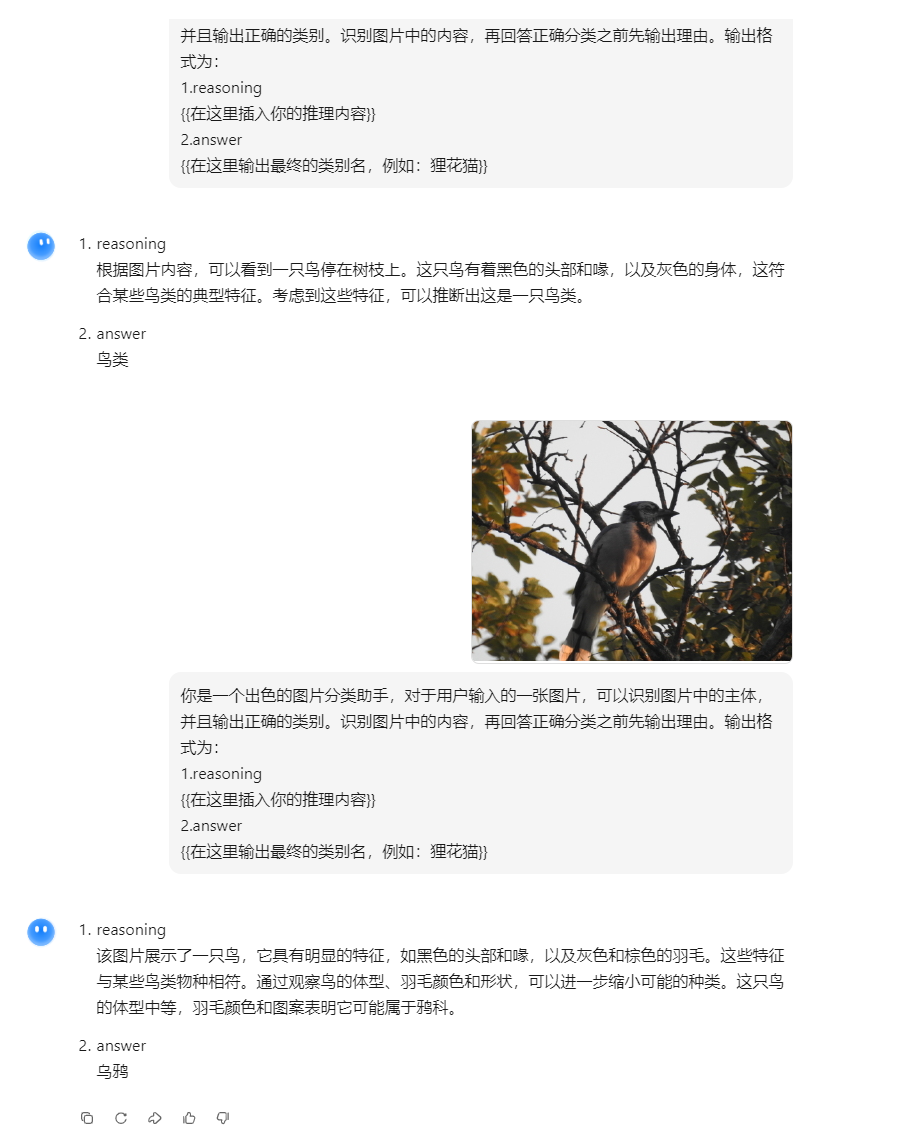 并且输出正确的类别。识别图片中的内容，再回答正确分类之前先输出理由。输出格
式为：
1.reasoning
{{在这里插入你的推理内容}}
2.answer
{{在这里输出最终的类别名，例如：狸花猫}}
1. reasoning
根据图片内容，可以看到一只鸟停在树枝上。这只鸟有着黑色的头部和喙，以及灰色的身体，这符
合某些鸟类的典型特征。考虑到这些特征，可以推断出这是一只鸟类。
2. answer
鸟类
你是一个出色的图片分类助手，对于用户输入的一张图片，可以识别图片中的主体，
并且输出正确的类别。识别图片中的内容，再回答正确分类之前先输出理由。输出格
式为：
1.reasoning
{{在这里插入你的推理内容}}
2.answer
{{在这里输出最终的类别名，例如：狸花猫}}
1. reasoning
该图片展示了一只鸟，它具有明显的特征，如黑色的头部和喙，以及灰色和棕色的羽毛。这些特征
与某些鸟类物种相符。通过观察鸟的体型、羽毛颜色和形状，可以进一步缩小可能的种类。这只鸟
的体型中等，羽毛颜色和图案表明它可能属于鸦科。
2. answer
乌鸦